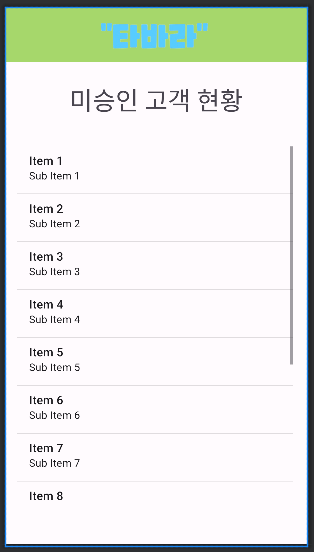 "타바라"
미승인 고객 현황
Item 1
Sub Item 1
Item 2
Sub Item 2
Item 3
Sub Item 3
Item 4
Sub Item 4
Item 5
Sub Item 5
Item 6
Sub Item 6
Item 7
Sub Item 7
Item 8